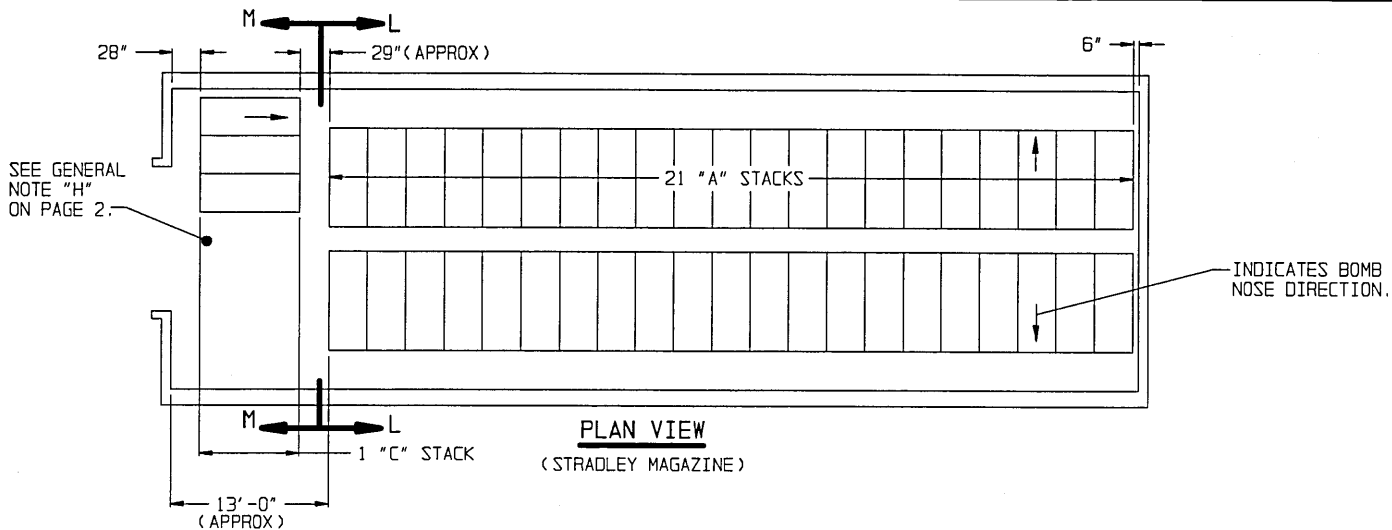 M L
28"
29"(APPROX)
6"
SEE GENERAL
NOTE "H"
ON PAGE 2.
21 "A" STACKS
INDICATES BOMB
NOSE DIRECTION.
M L
PLAN VIEW
(STRADLEY MAGAZINE)
1 "C" STACK
13'-0"
(APPROX)